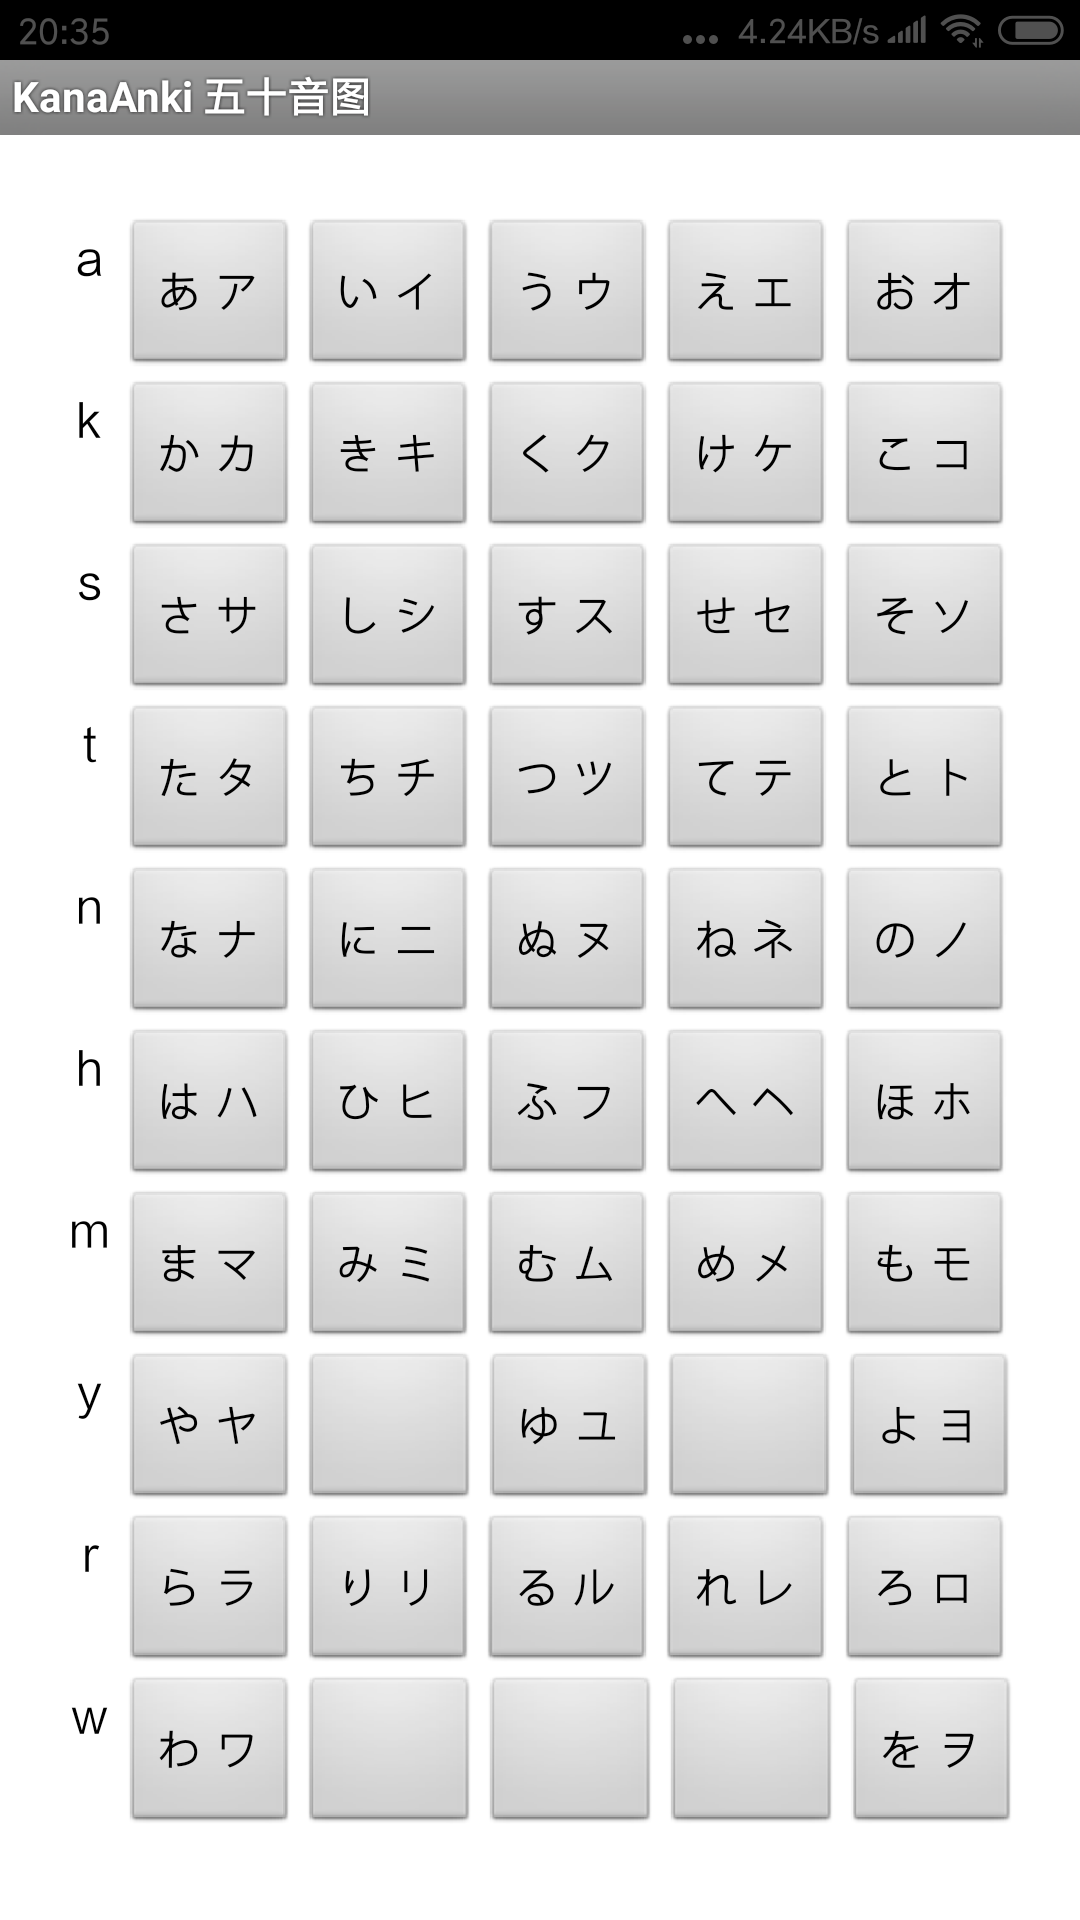 20:35 ... 4.24KB/s
KanaAnki 五十音图
a あ ア い イ う ウ え エ お オ
k か カ き キ く ク け ケ こ コ
s さ サ し シ す ス せ セ そ ソ
t た タ ち チ つ ツ て テ と ト
n な ナ に ニ ぬ ヌ ね ネ の ノ
h は ハ ひ ヒ ふ フ へ ヘ ほ ホ
m ま マ み ミ む ム め メ も モ
y や ヤ ゆ ユ よ ヨ
r ら ラ り リ る ル れ レ ろ ロ
w わ ワ を ヲ